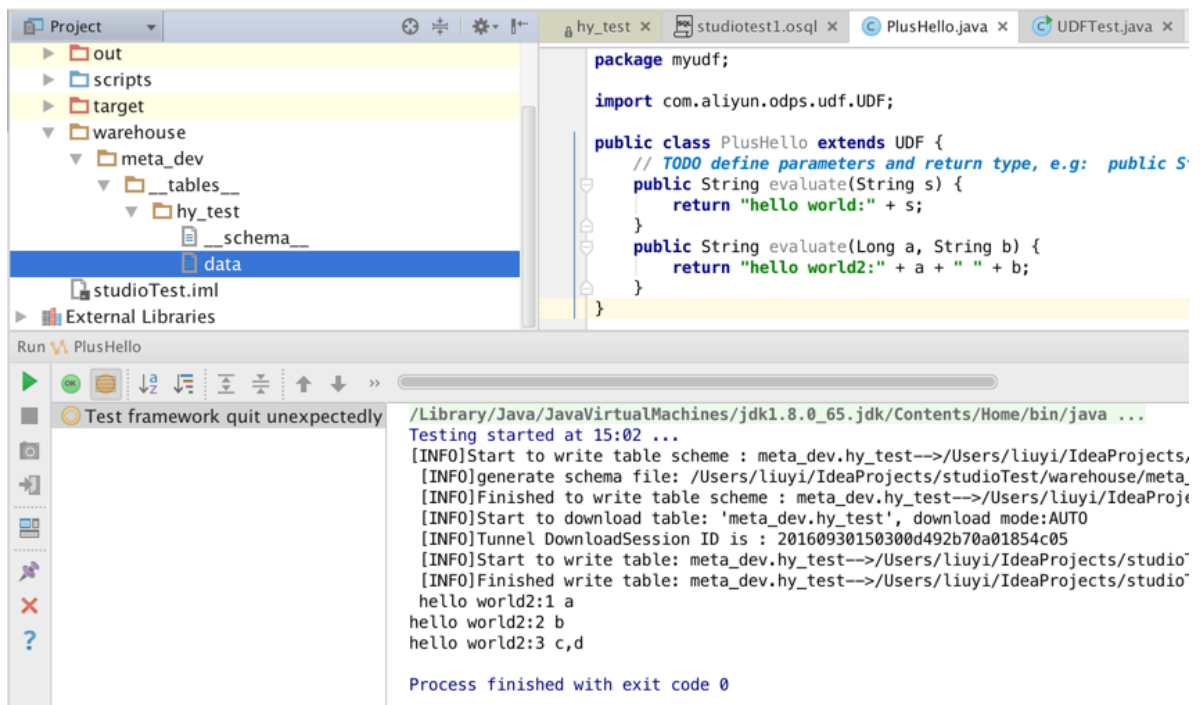 Project
hy_test studiotest1.osql PlusHello.java UDFTest.java
out
scripts
target
warehouse
meta_dev
__tables__
hy_test
__schema__
data
studioTest.iml
External Libraries
package myudf;
import com.aliyun.odps.udf.UDF;
public class PlusHello extends UDF {
// TODO define parameters and return type, e.g: public St
public String evaluate(String s) {
return "hello world:" + s;
}
public String evaluate(Long a, String b) {
return "hello world2:" + a + " " + b;
}
}
Run PlusHello
OK
Test framework quit unexpectedly
/Library/Java/JavaVirtualMachines/jdk1.8.0_65.jdk/Contents/Home/bin/java ...
Testing started at 15:02 ...
[INFO]Start to write table scheme : meta_dev.hy_test-->/Users/liuyi/IdeaProjects/
[INFO]generate schema file: /Users/liuyi/IdeaProjects/studioTest/warehouse/meta_
[INFO]Finished to write table scheme : meta_dev.hy_test-->/Users/liuyi/IdeaProje
[INFO]Start to download table: 'meta_dev.hy_test', download mode:AUTO
[INFO]Tunnel DownloadSession ID is : 20160930150300d492b70a01854c05
[INFO]Start to write table: meta_dev.hy_test-->/Users/liuyi/IdeaProjects/studioT
[INFO]Finished write table: meta_dev.hy_test-->/Users/liuyi/IdeaProjects/studioT
hello world2:1 a
hello world2:2 b
hello world2:3 c,d
Process finished with exit code 0